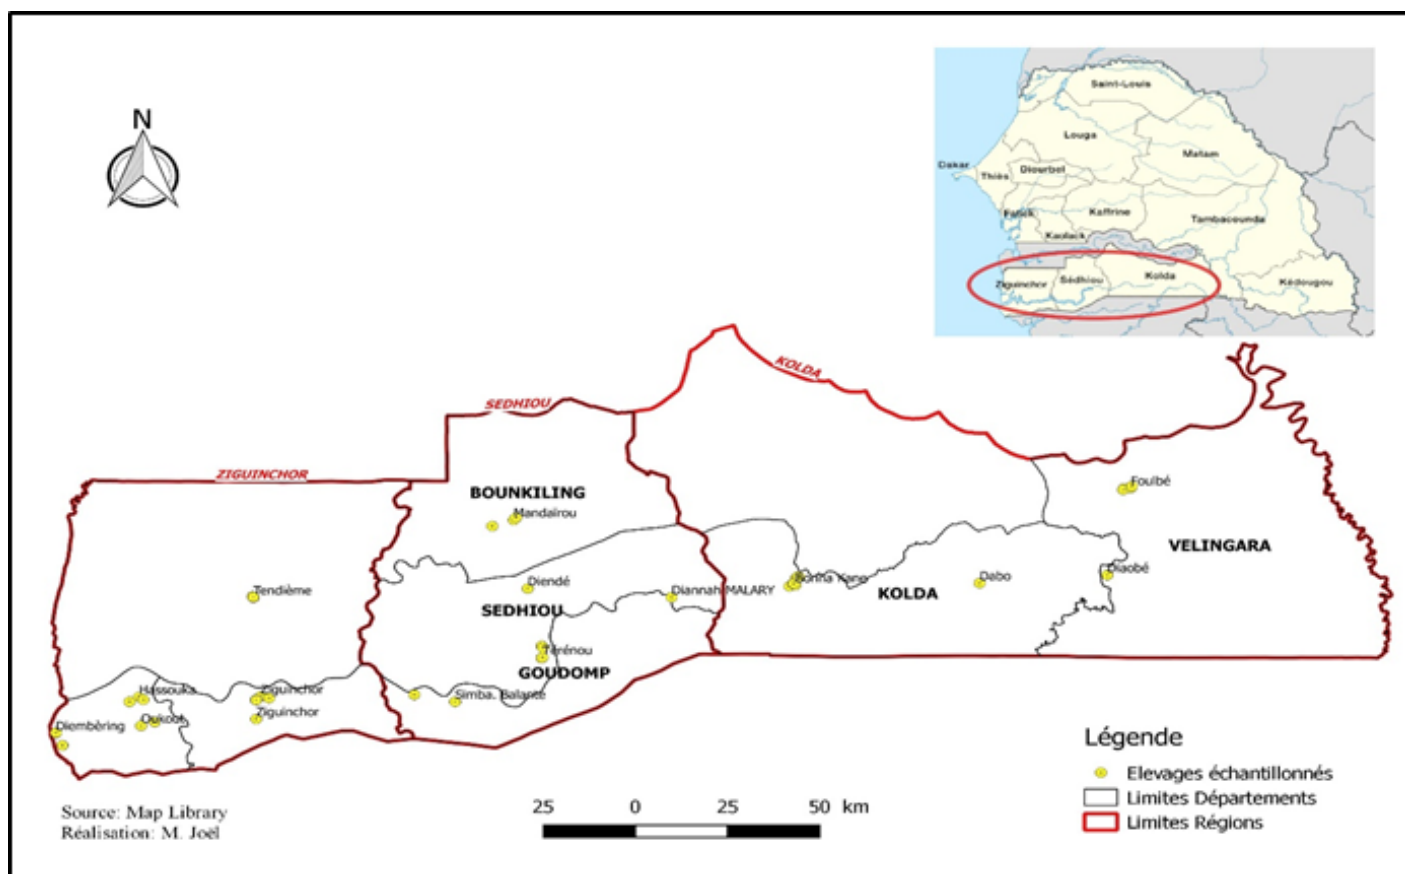 N
Saint-Louis
Louga
Matam
Dakar
Thiès
Diourbel
Fatick
Kaffrine
Kaolack
Tambacounda
Ziguinchor
Sédhiou
Kolda
Kédougou
KOLDA
SEDHIOU
ZIGUINCHOR
BOUNKILING
Mandaïrou
Foulbé
VELINGARA
Tendième
Diendé
SEDHIOU
Diannah MALARY
KOLDA
Dabo
Diaobé
Térénou
GOUDOMP
Hassouka
Ziguinchor
Simba. Balante
Diembèring
Oukoot
Ziguinchor
Légende
Elevages échantillonnés
Limites Départements
Limites Régions
Source: Map Library
Réalisation: M. Joël
25 0 25 50 km